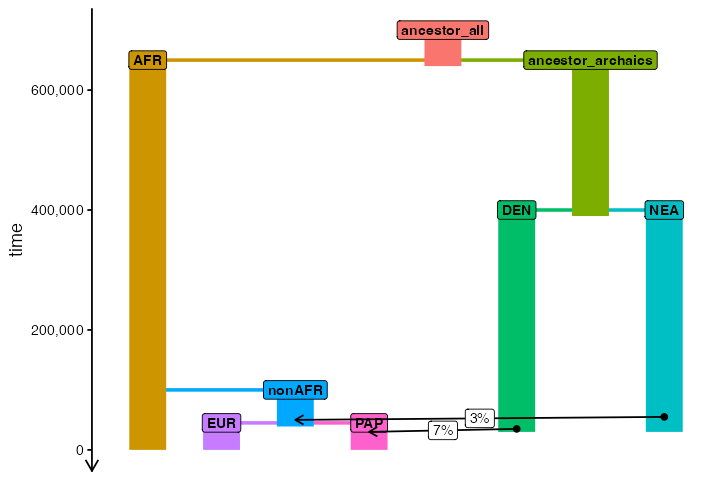 ancestor_all
AFR
ancestor_archaics
600,000
400,000
DEN
NEA
time
200,000
nonAFR
3%
EUR
PAP
7%
0